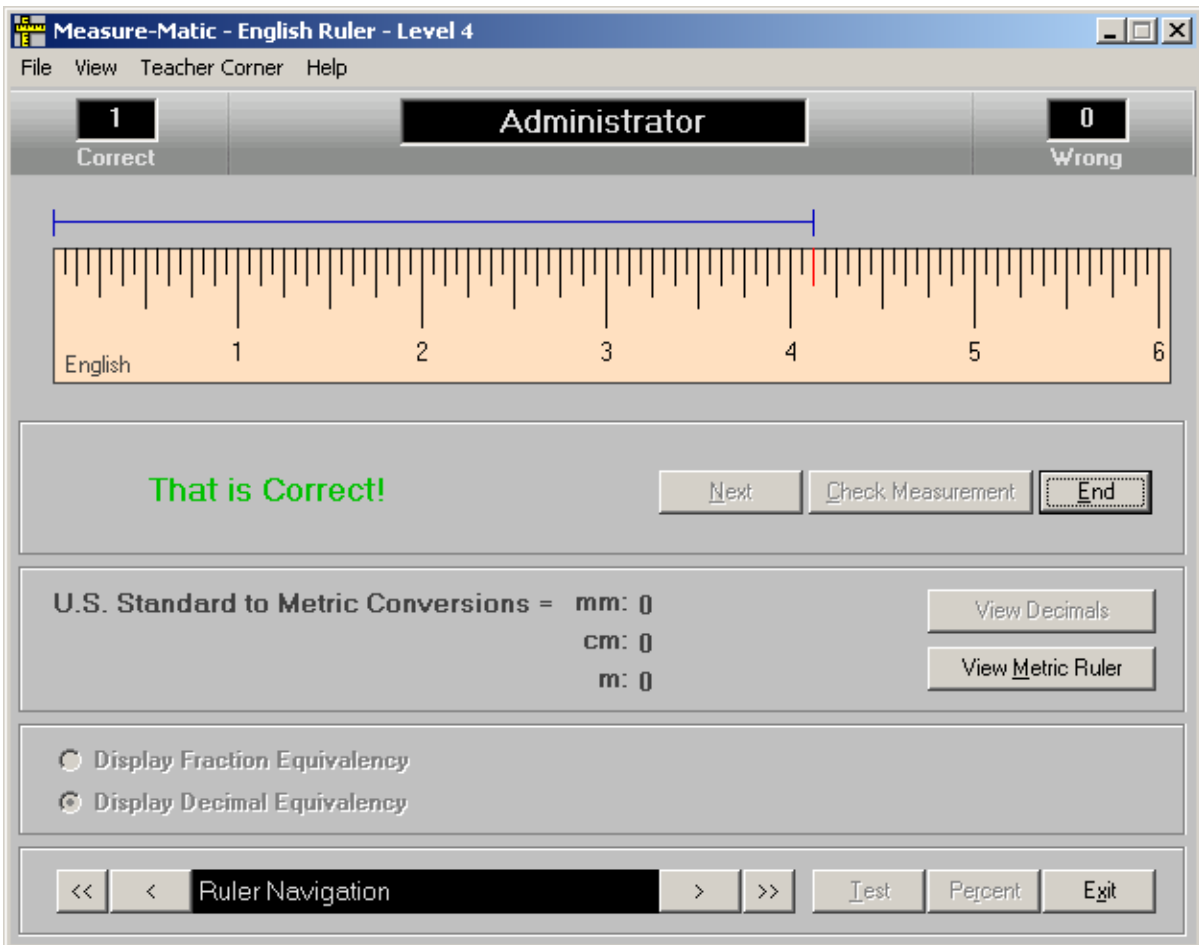 Measure-Matic - English Ruler - Level 4
File View Teacher Corner Help
1 Administrator 0
Correct Wrong
1 2 3 4 5 6
English
That is Correct! Next Check Measurement End
U.S. Standard to Metric Conversions = mm: 0 View Decimals
cm: 0
m: 0 View Metric Ruler
Display Fraction Equivalency
Display Decimal Equivalency
<< < Ruler Navigation > >> Test Percent Exit